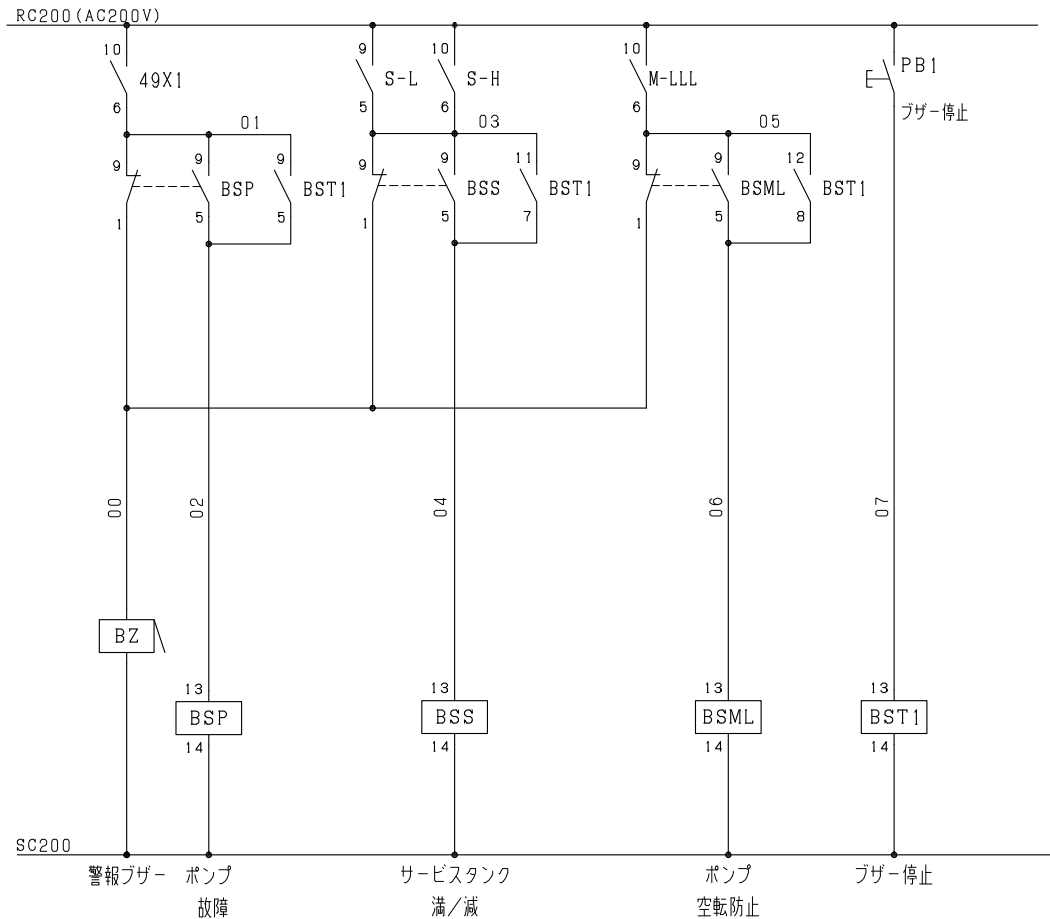 RC200(AC200V)
10 9 10 10
49X1 S-L S-H M-LLL PB1
6 5 6 6 ブザー停止
01 03 05
9 9 9 9 9 11 9 9 12
BSP BST1 BSS BST1 BSML BST1
1 5 5 1 5 7 1 5 8
00 02 04 06 07
BZ
13 13 13 13
BSP BSS BSML BST1
14 14 14 14
SC200
警報ブザー ポンプ サービスタンク ポンプ ブザー停止
故障 満/減 空転防止